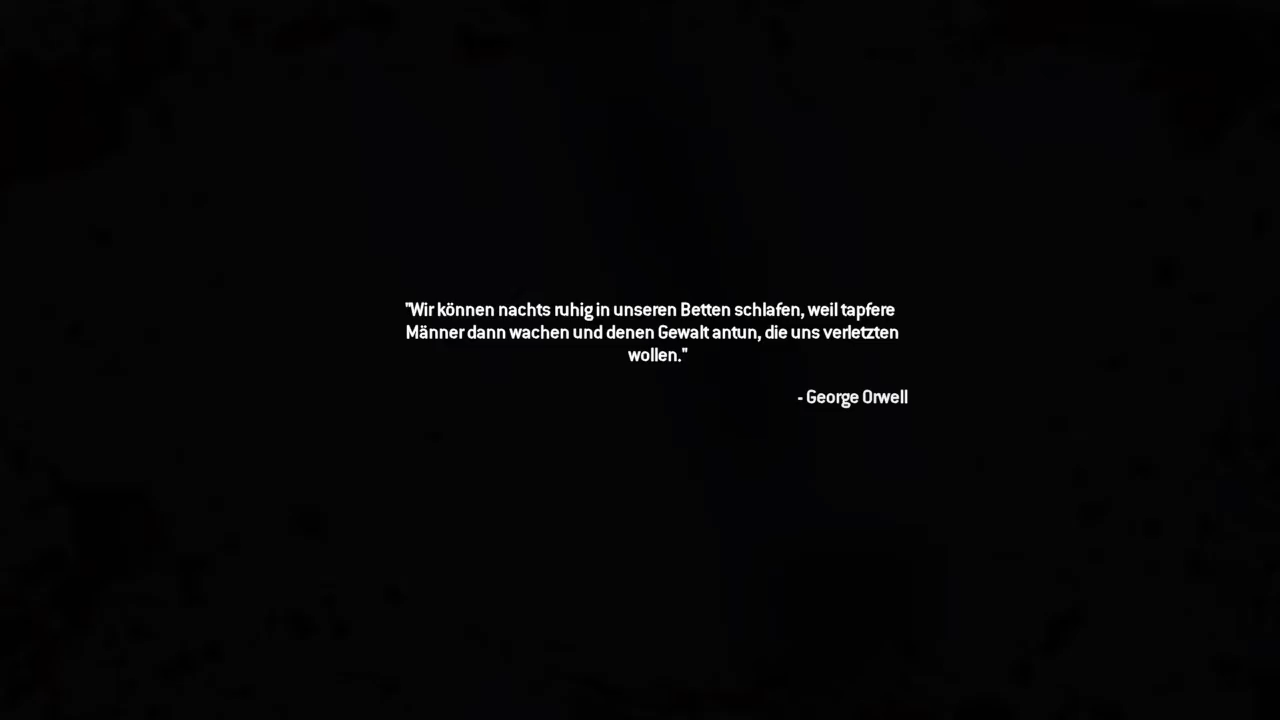 "Wir können nachts ruhig in unseren Betten schlafen, weil tapfere
Männer dann wachen und denen Gewalt antun, die uns verletzten
wollen."
- George Orwell